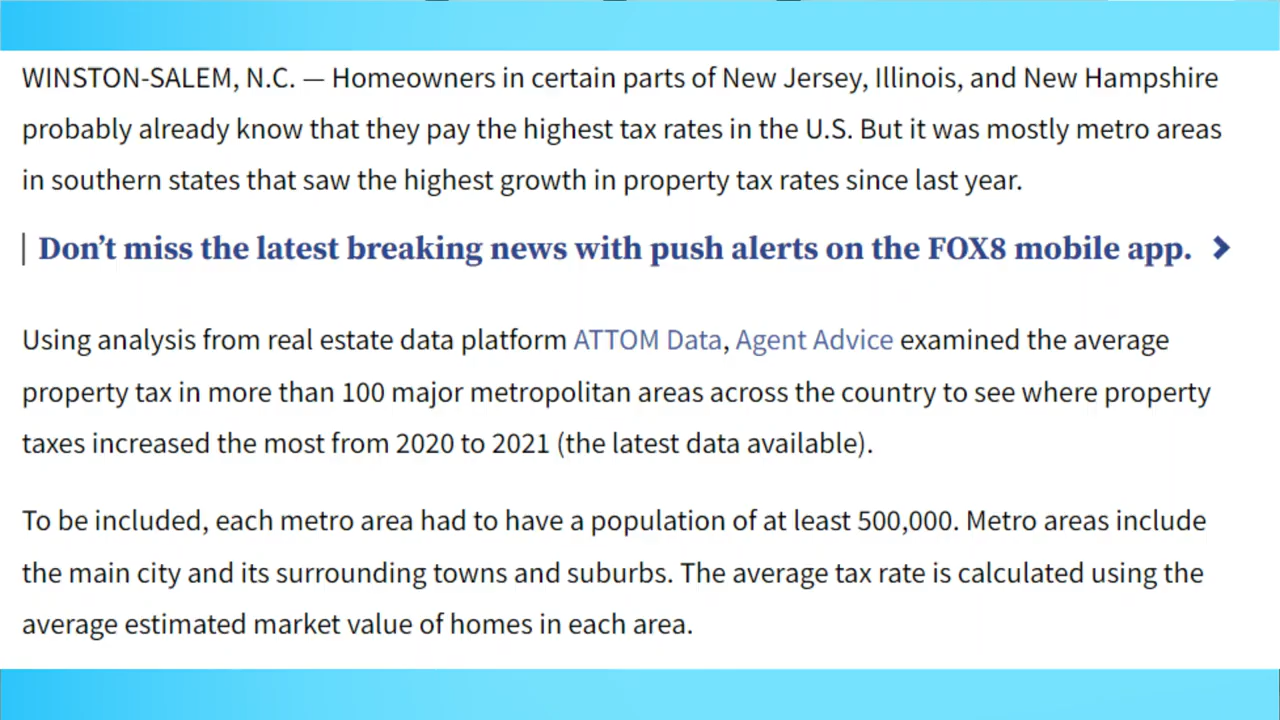 WINSTON-SALEM, N.C. — Homeowners in certain parts of New Jersey, Illinois, and New Hampshire
probably already know that they pay the highest tax rates in the U.S. But it was mostly metro areas
in southern states that saw the highest growth in property tax rates since last year.
Don’t miss the latest breaking news with push alerts on the FOX8 mobile app.
Using analysis from real estate data platform ATTOM Data, Agent Advice examined the average
property tax in more than 100 major metropolitan areas across the country to see where property
taxes increased the most from 2020 to 2021 (the latest data available).
To be included, each metro area had to have a population of at least 500,000. Metro areas include
the main city and its surrounding towns and suburbs. The average tax rate is calculated using the
average estimated market value of homes in each area.